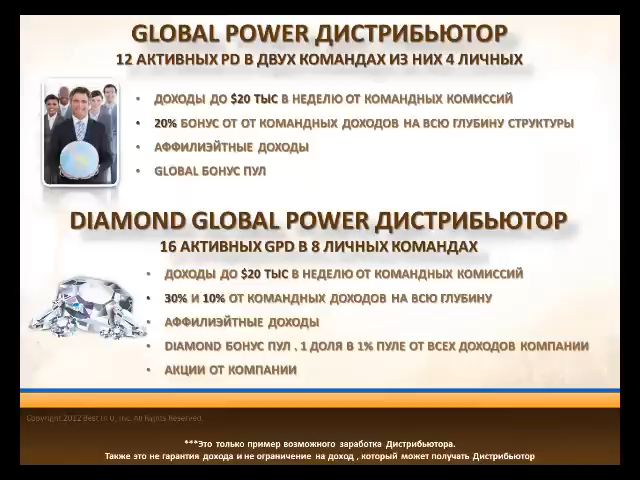 GLOBAL POWER ДИСТРИБЬЮТОР
12 АКТИВНЫХ PD В ДВУХ КОМАНДАХ ИЗ НИХ 4 ЛИЧНЫХ
• ДОХОДЫ ДО $20 ТЫС В НЕДЕЛЮ ОТ КОМАНДНЫХ КОМИССИЙ
• 20% БОНУС ОТ ОТ КОМАНДНЫХ ДОХОДОВ НА ВСЮ ГЛУБИНУ СТРУКТУРЫ
• АФФИЛИЭЙТНЫЕ ДОХОДЫ
• GLOBAL БОНУС ПУЛ
DIAMOND GLOBAL POWER ДИСТРИБЬЮТОР
16 АКТИВНЫХ GPD В 8 ЛИЧНЫХ КОМАНДАХ
• ДОХОДЫ ДО $20 ТЫС В НЕДЕЛЮ ОТ КОМАНДНЫХ КОМИССИЙ
• 30% И 10% ОТ КОМАНДНЫХ ДОХОДОВ НА ВСЮ ГЛУБИНУ
• АФФИЛИЭЙТНЫЕ ДОХОДЫ
• DIAMOND БОНУС ПУЛ , 1 ДОЛЯ В 1% ПУЛЕ ОТ ВСЕХ ДОХОДОВ КОМПАНИИ
• АКЦИИ ОТ КОМПАНИИ
Copyright 2012 Best In U, Inc. All Rights Reserved.
***Это только пример возможного заработка Дистрибьютора.
Также это не гарантия дохода и не ограничение на доход , который может получать Дистрибьютор